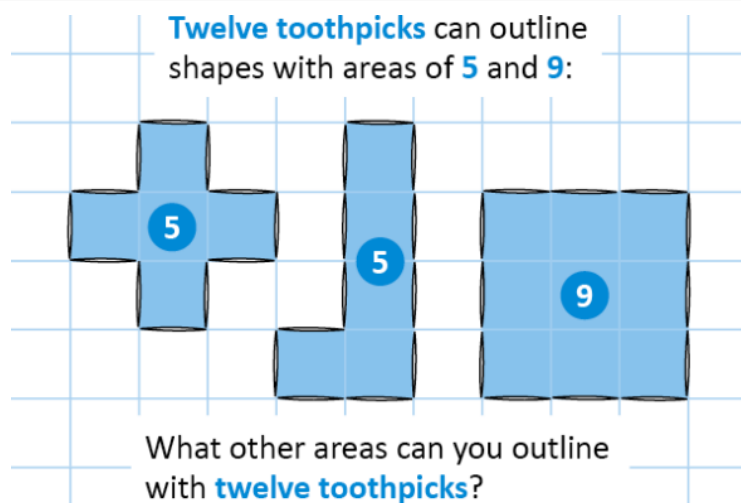 Twelve toothpicks can outline
shapes with areas of 5 and 9:
5
5
9
What other areas can you outline
with twelve toothpicks?